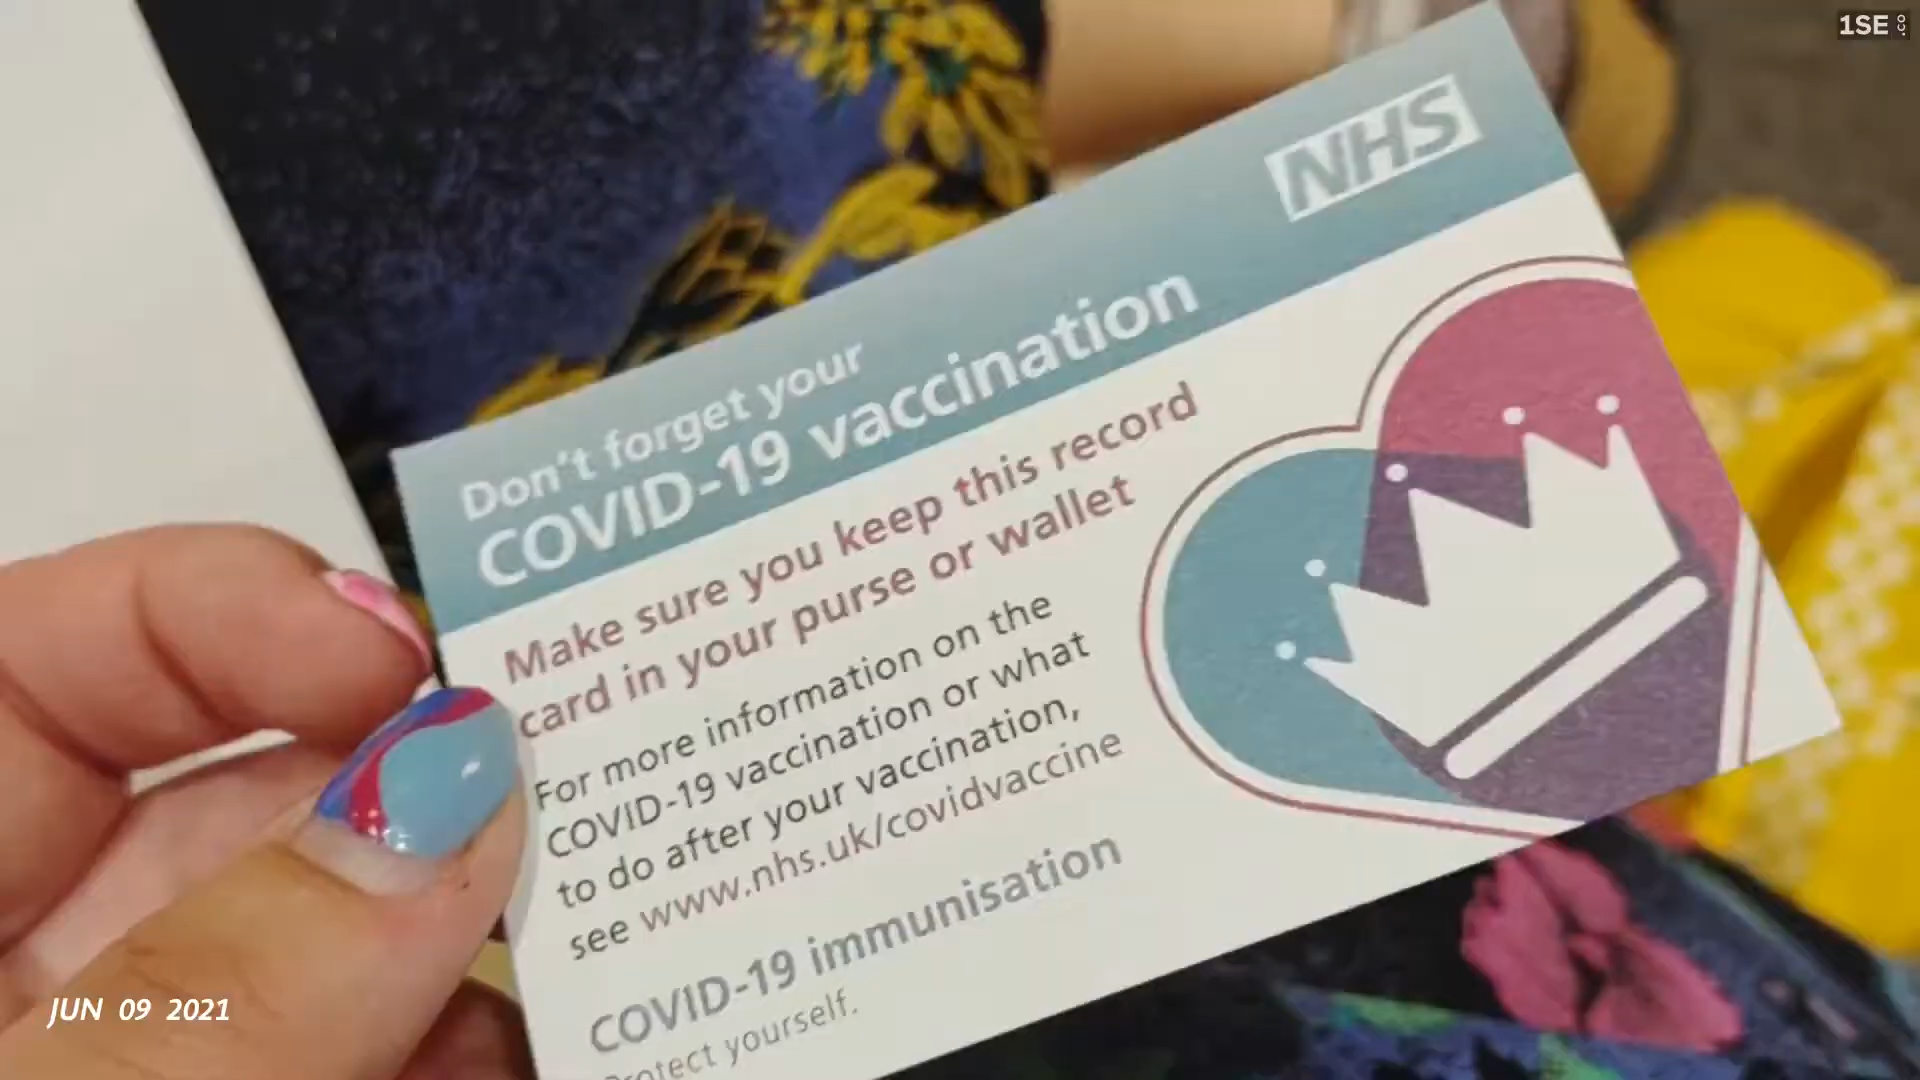 1SE.co
NHS
Don't forget your
COVID-19 vaccination
Make sure you keep this record
card in your purse or wallet
For more information on the
COVID-19 vaccination or what
to do after your vaccination,
see www.nhs.uk/covidvaccine
COVID-19 immunisation
Protect yourself.
JUN 09 2021